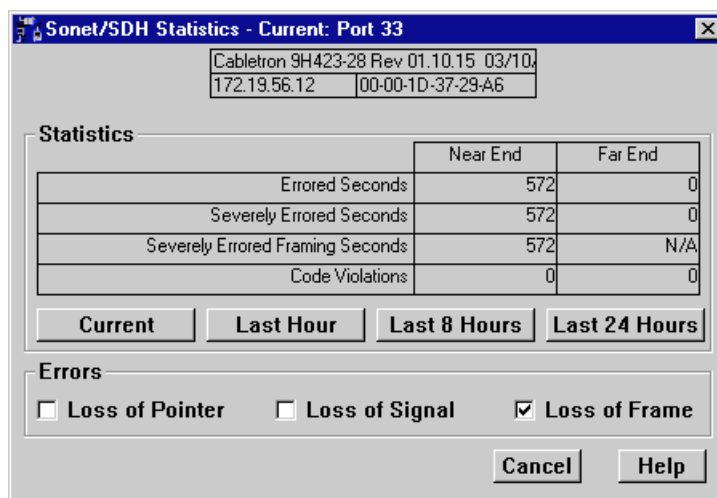 Sonet/SDH Statistics - Current: Port 33
Cabletron 9H423-28 Rev 01.10.15 03/10/
172.19.56.12 00-00-1D-37-29-A6
Statistics
Near End Far End
Errored Seconds 572 0
Severely Errored Seconds 572 0
Severely Errored Framing Seconds 572 N/A
Code Violations 0 0
Current Last Hour Last 8 Hours Last 24 Hours
Errors
Loss of Pointer Loss of Signal Loss of Frame
Cancel Help